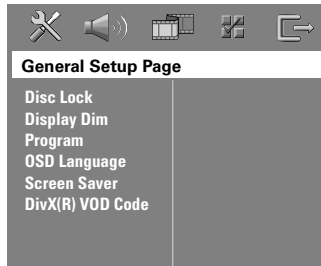 General Setup Page
Disc Lock
Display Dim
Program
OSD Language
Screen Saver
DivX(R) VOD Code